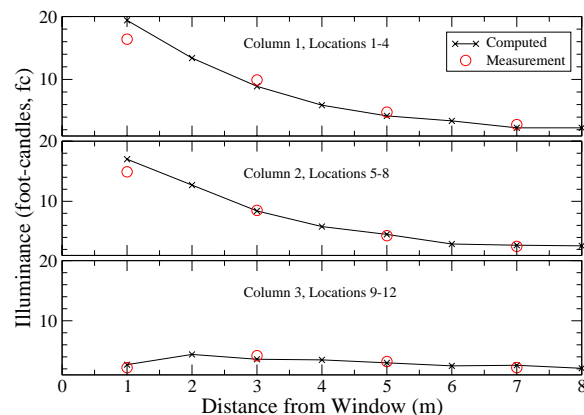 20
Column 1, Locations 1-4
Computed
Measurement
10
20
Column 2, Locations 5-8
10
20
Column 3, Locations 9-12
10
Illuminance (foot-candles, fc)
0 1 2 3 4 5 6 7 8
Distance from Window (m)